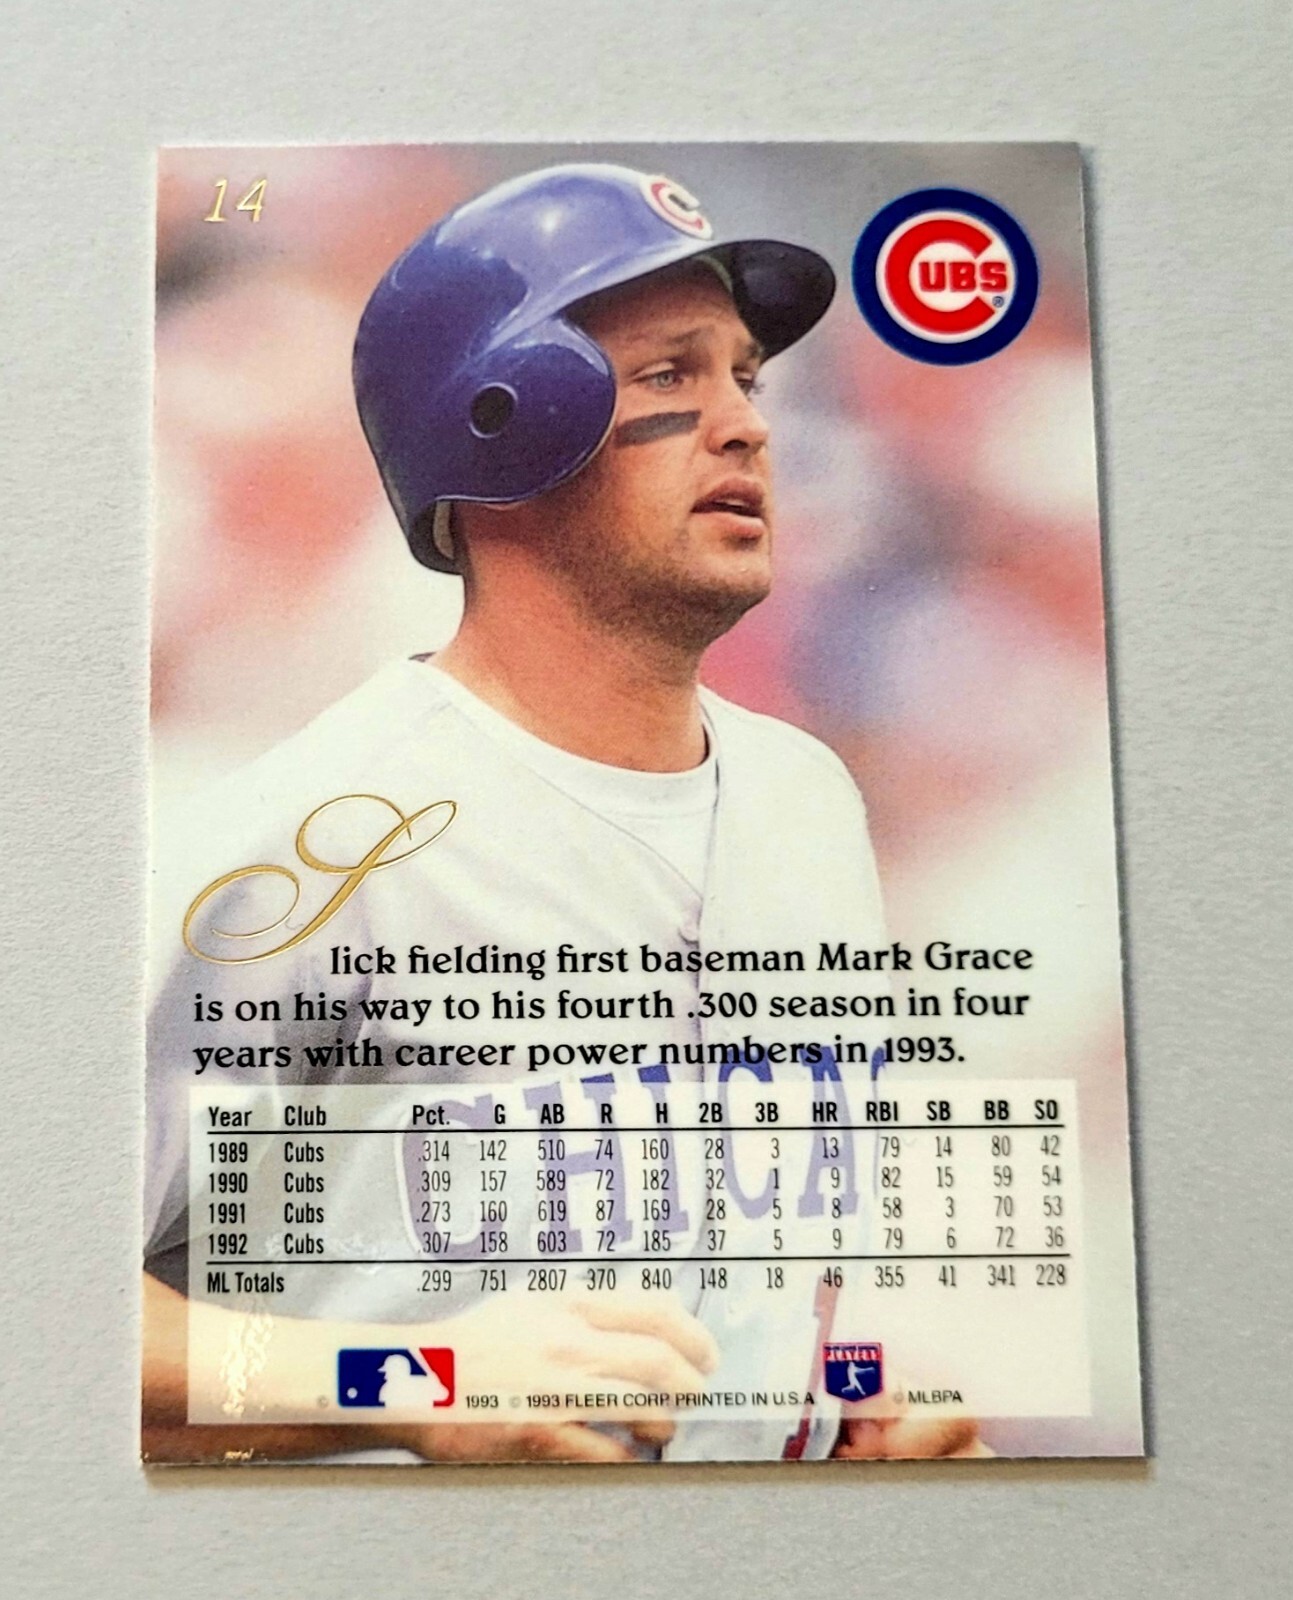 14
CUBS
®
Slick fielding first baseman Mark Grace
is on his way to his fourth .300 season in four
years with career power numbers in 1993.
CHICA
Year Club Pct. G AB R H 2B 3B HR RBI SB BB SO
1989 Cubs .314 142 510 74 160 28 3 13 79 14 80 42
1990 Cubs .309 157 589 72 182 32 1 9 82 15 59 54
1991 Cubs .273 160 619 87 169 28 5 8 58 3 70 53
1992 Cubs .307 158 603 72 185 37 5 9 79 6 72 36
ML Totals .299 751 2807 370 840 148 18 46 355 41 341 228
© 1993 © 1993 FLEER CORP. PRINTED IN U.S.A © MLBPA